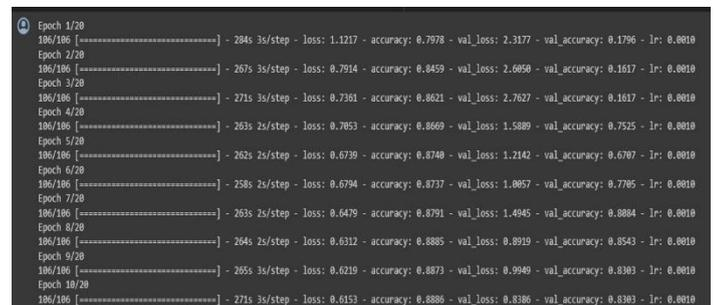 Epoch 1/20
106/106 [==============================] - 284s 3s/step - loss: 1.1217 - accuracy: 0.7978 - val_loss: 2.3177 - val_accuracy: 0.1796 - lr: 0.0010
Epoch 2/20
106/106 [==============================] - 267s 3s/step - loss: 0.7914 - accuracy: 0.8459 - val_loss: 2.6050 - val_accuracy: 0.1617 - lr: 0.0010
Epoch 3/20
106/106 [==============================] - 271s 3s/step - loss: 0.7361 - accuracy: 0.8621 - val_loss: 2.7627 - val_accuracy: 0.1617 - lr: 0.0010
Epoch 4/20
106/106 [==============================] - 263s 2s/step - loss: 0.7053 - accuracy: 0.8669 - val_loss: 1.5889 - val_accuracy: 0.7525 - lr: 0.0010
Epoch 5/20
106/106 [==============================] - 262s 2s/step - loss: 0.6739 - accuracy: 0.8740 - val_loss: 1.2142 - val_accuracy: 0.6707 - lr: 0.0010
Epoch 6/20
106/106 [==============================] - 258s 2s/step - loss: 0.6794 - accuracy: 0.8737 - val_loss: 1.0057 - val_accuracy: 0.7705 - lr: 0.0010
Epoch 7/20
106/106 [==============================] - 263s 2s/step - loss: 0.6479 - accuracy: 0.8791 - val_loss: 1.4945 - val_accuracy: 0.8084 - lr: 0.0010
Epoch 8/20
106/106 [==============================] - 264s 2s/step - loss: 0.6312 - accuracy: 0.8885 - val_loss: 0.8919 - val_accuracy: 0.8543 - lr: 0.0010
Epoch 9/20
106/106 [==============================] - 265s 3s/step - loss: 0.6219 - accuracy: 0.8873 - val_loss: 0.9949 - val_accuracy: 0.8303 - lr: 0.0010
Epoch 10/20
106/106 [==============================] - 271s 3s/step - loss: 0.6153 - accuracy: 0.8886 - val_loss: 0.8386 - val_accuracy: 0.8303 - lr: 0.0010